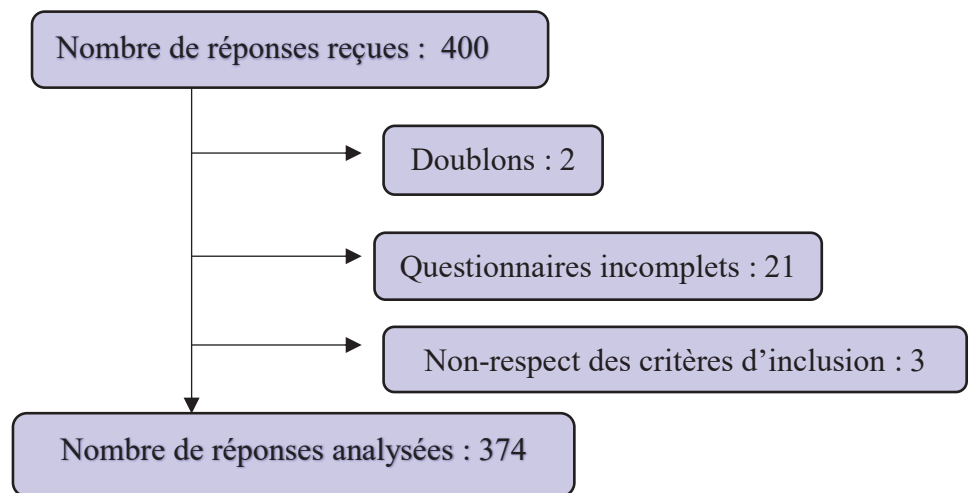 Nombre de réponses reçues : 400
Doublons : 2
Questionnaires incomplets : 21
Non-respect des critères d’inclusion : 3
Nombre de réponses analysées : 374